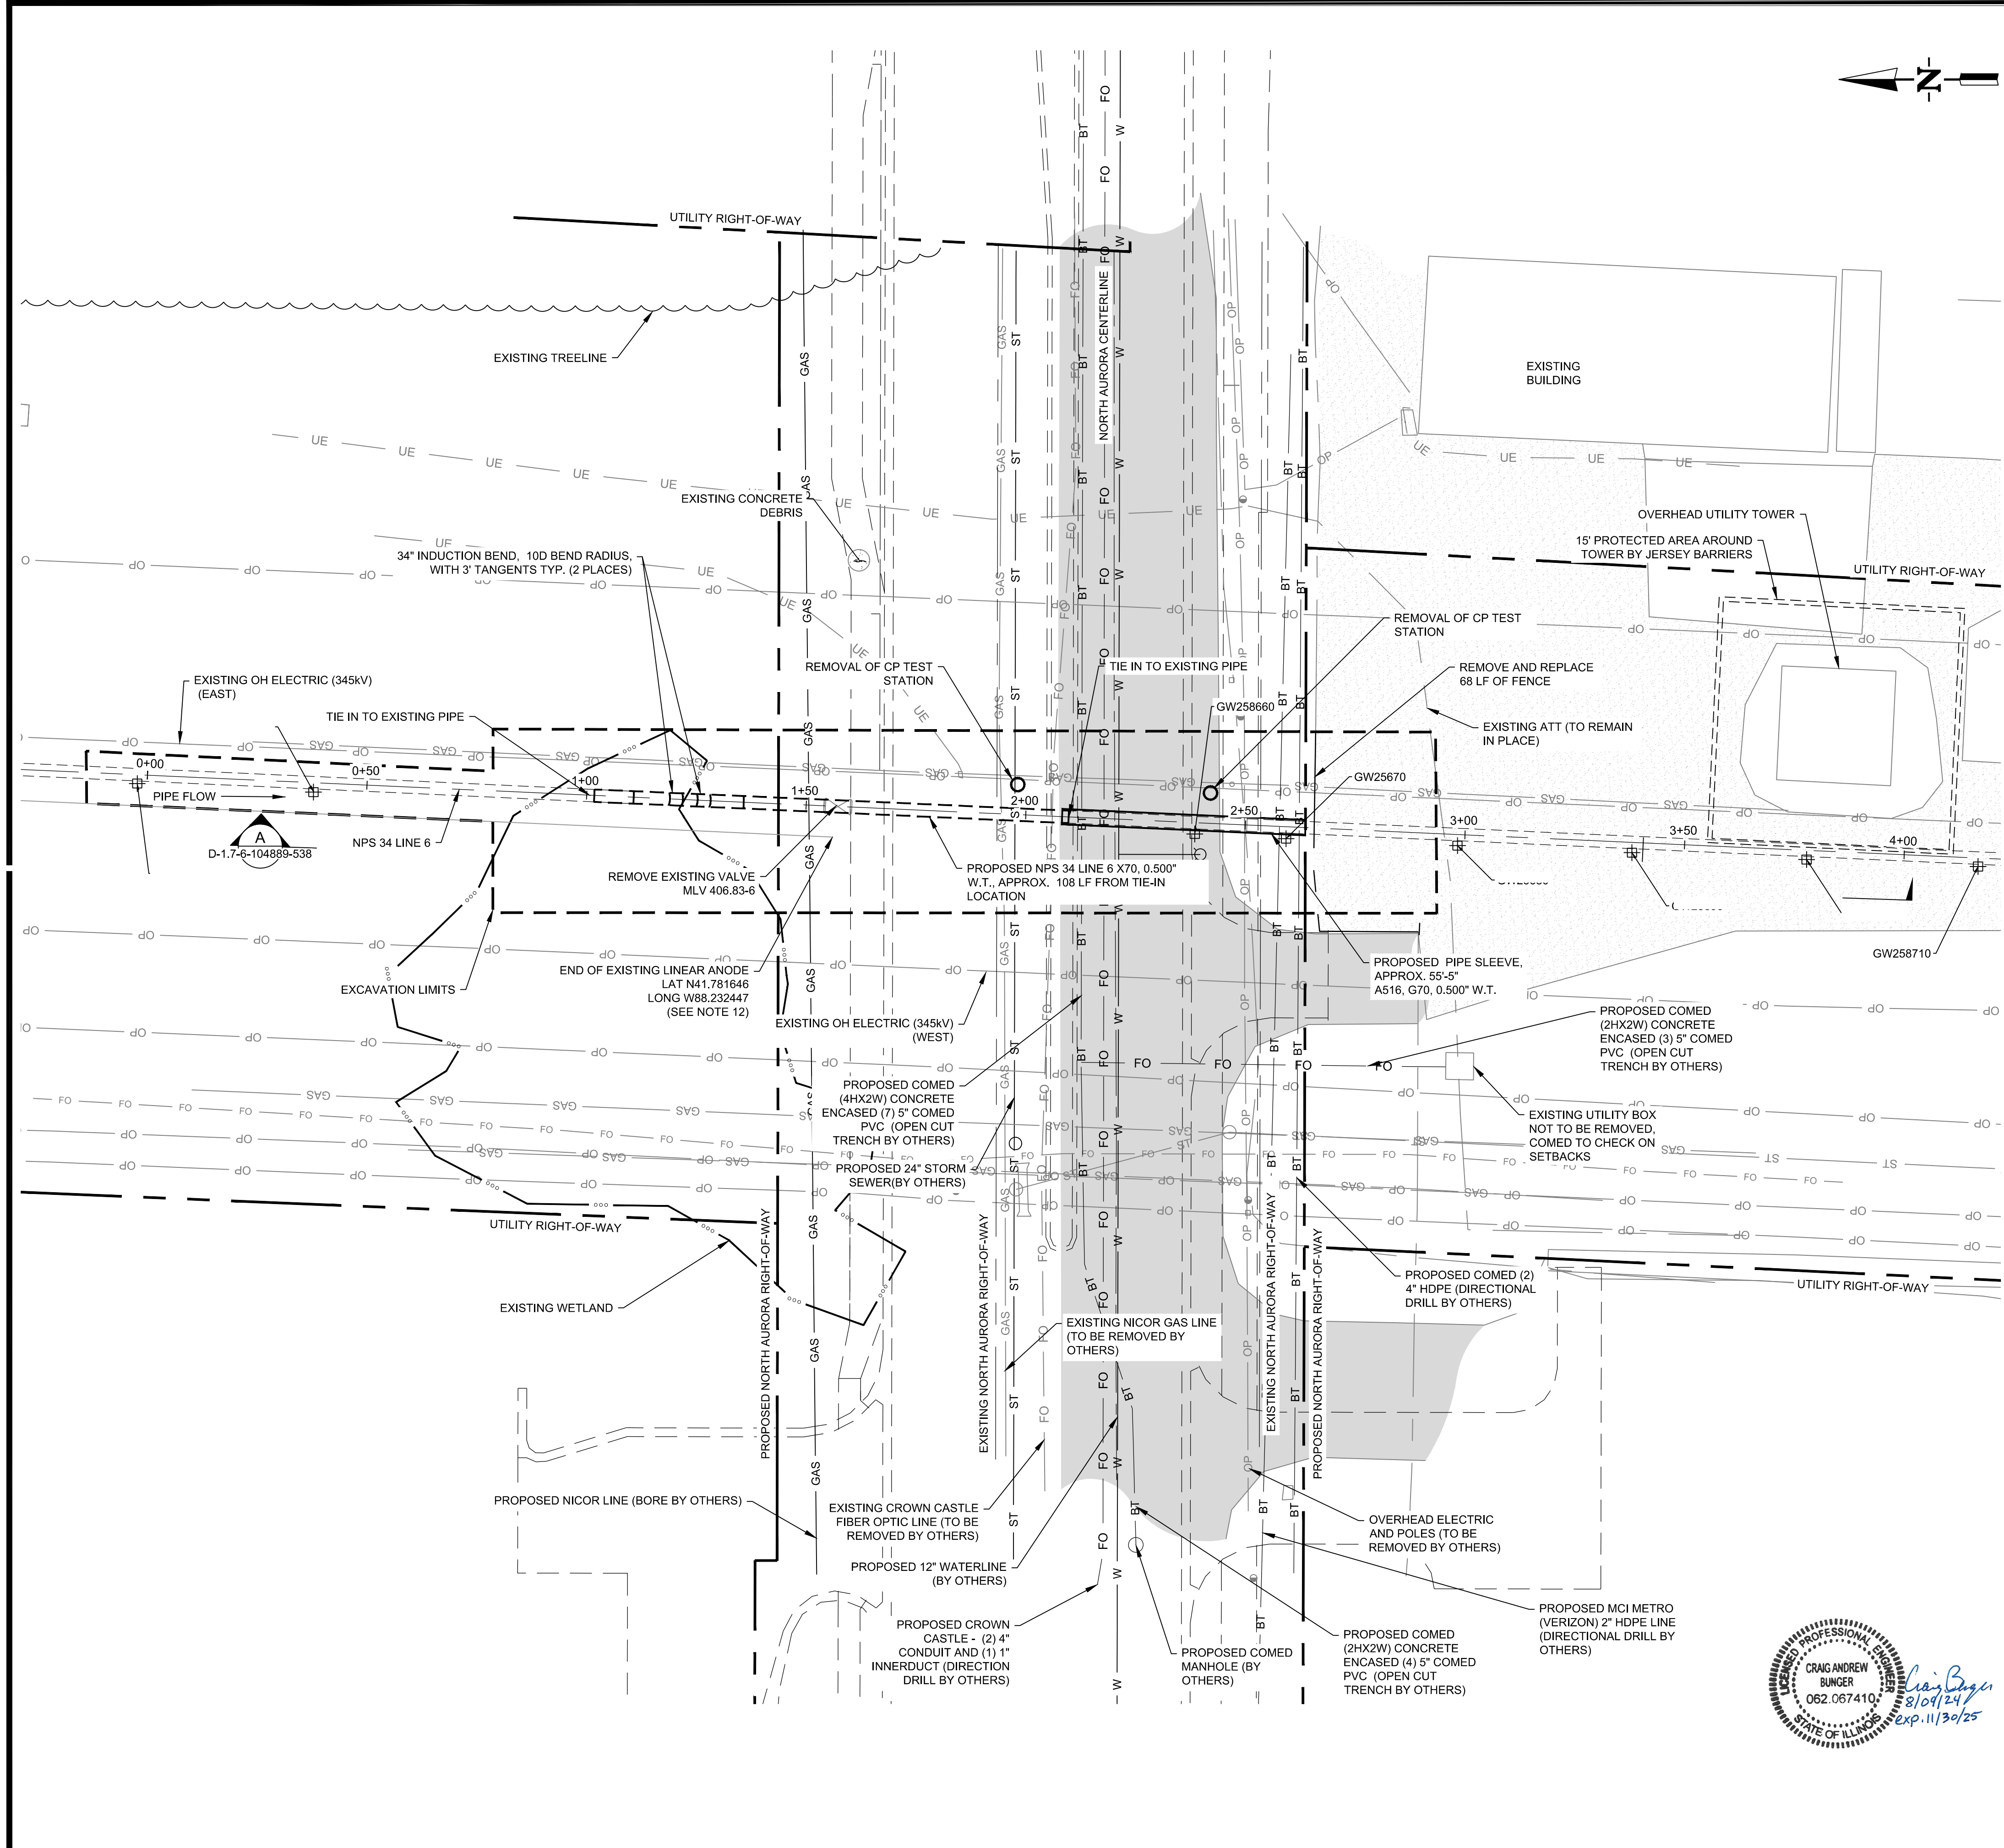 -N-
UTILITY RIGHT-OF-WAY
EXISTING TREELINE
NORTH AURORA CENTERLINE
EXISTING
BUILDING
EXISTING CONCRETE
DEBRIS
34" INDUCTION BEND, 10D BEND RADIUS,
WITH 3' TANGENTS TYP. (2 PLACES)
OVERHEAD UTILITY TOWER
15' PROTECTED AREA AROUND
TOWER BY JERSEY BARRIERS
UTILITY RIGHT-OF-WAY
REMOVAL OF CP TEST
STATION
REMOVAL OF CP TEST
STATION
TIE IN TO EXISTING PIPE
REMOVE AND REPLACE
68 LF OF FENCE
EXISTING OH ELECTRIC (345kV)
(EAST)
TIE IN TO EXISTING PIPE
GW258660
EXISTING ATT (TO REMAIN
IN PLACE)
GW25670
0+00
0+50
1+00
1+50
2+00
2+50
3+00
3+50
4+00
PIPE FLOW
A
D-1.7-6-104889-538
NPS 34 LINE 6
REMOVE EXISTING VALVE
MLV 406.83-6
PROPOSED NPS 34 LINE 6 X70, 0.500"
W.T., APPROX. 108 LF FROM TIE-IN
LOCATION
GW258710
END OF EXISTING LINEAR ANODE
LAT N41.781646
LONG W88.232447
(SEE NOTE 12)
EXCAVATION LIMITS
PROPOSED PIPE SLEEVE,
APPROX. 55'-5"
A516, G70, 0.500" W.T.
EXISTING OH ELECTRIC (345kV)
(WEST)
PROPOSED COMED
(2HX2W) CONCRETE
ENCASED (3) 5" COMED
PVC (OPEN CUT
TRENCH BY OTHERS)
PROPOSED COMED
(4HX2W) CONCRETE
ENCASED (7) 5" COMED
PVC (OPEN CUT
TRENCH BY OTHERS)
EXISTING UTILITY BOX
NOT TO BE REMOVED,
COMED TO CHECK ON
SETBACKS
PROPOSED 24" STORM
SEWER(BY OTHERS)
UTILITY RIGHT-OF-WAY
PROPOSED NORTH AURORA RIGHT-OF-WAY
EXISTING NORTH AURORA RIGHT-OF-WAY
EXISTING NORTH AURORA RIGHT-OF-WAY
PROPOSED NORTH AURORA RIGHT-OF-WAY
PROPOSED COMED (2)
4" HDPE (DIRECTIONAL
DRILL BY OTHERS)
UTILITY RIGHT-OF-WAY
EXISTING WETLAND
EXISTING NICOR GAS LINE
(TO BE REMOVED BY
OTHERS)
PROPOSED NICOR LINE (BORE BY OTHERS)
EXISTING CROWN CASTLE
FIBER OPTIC LINE (TO BE
REMOVED BY OTHERS)
OVERHEAD ELECTRIC
AND POLES (TO BE
REMOVED BY OTHERS)
PROPOSED 12" WATERLINE
(BY OTHERS)
PROPOSED CROWN
CASTLE - (2) 4"
CONDUIT AND (1) 1"
INNERDUCT (DIRECTION
DRILL BY OTHERS)
PROPOSED COMED
MANHOLE (BY
OTHERS)
PROPOSED COMED
(2HX2W) CONCRETE
ENCASED (4) 5" COMED
PVC (OPEN CUT
TRENCH BY OTHERS)
PROPOSED MCI METRO
(VERIZON) 2" HDPE LINE
(DIRECTIONAL DRILL BY
OTHERS)
LICENSED PROFESSIONAL ENGINEER
CRAIG ANDREW
BUNGER
062.067410
STATE OF ILLINOIS
Craig Bunger
8/09/24
exp. 11/30/25